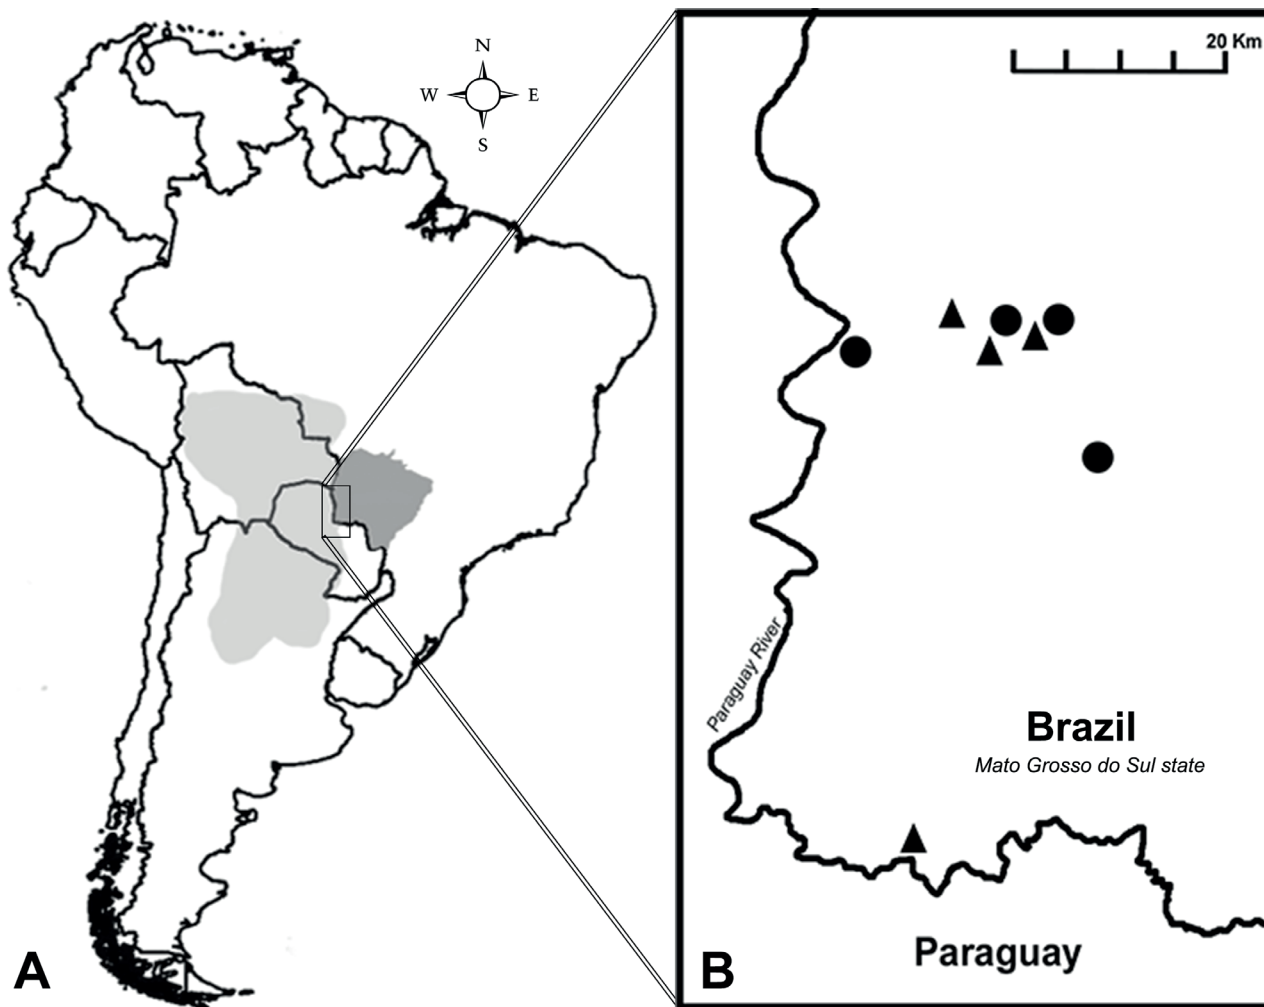 N
W E
S
20 Km
Paraguay River
Brazil
Mato Grosso do Sul state
Paraguay
A
B